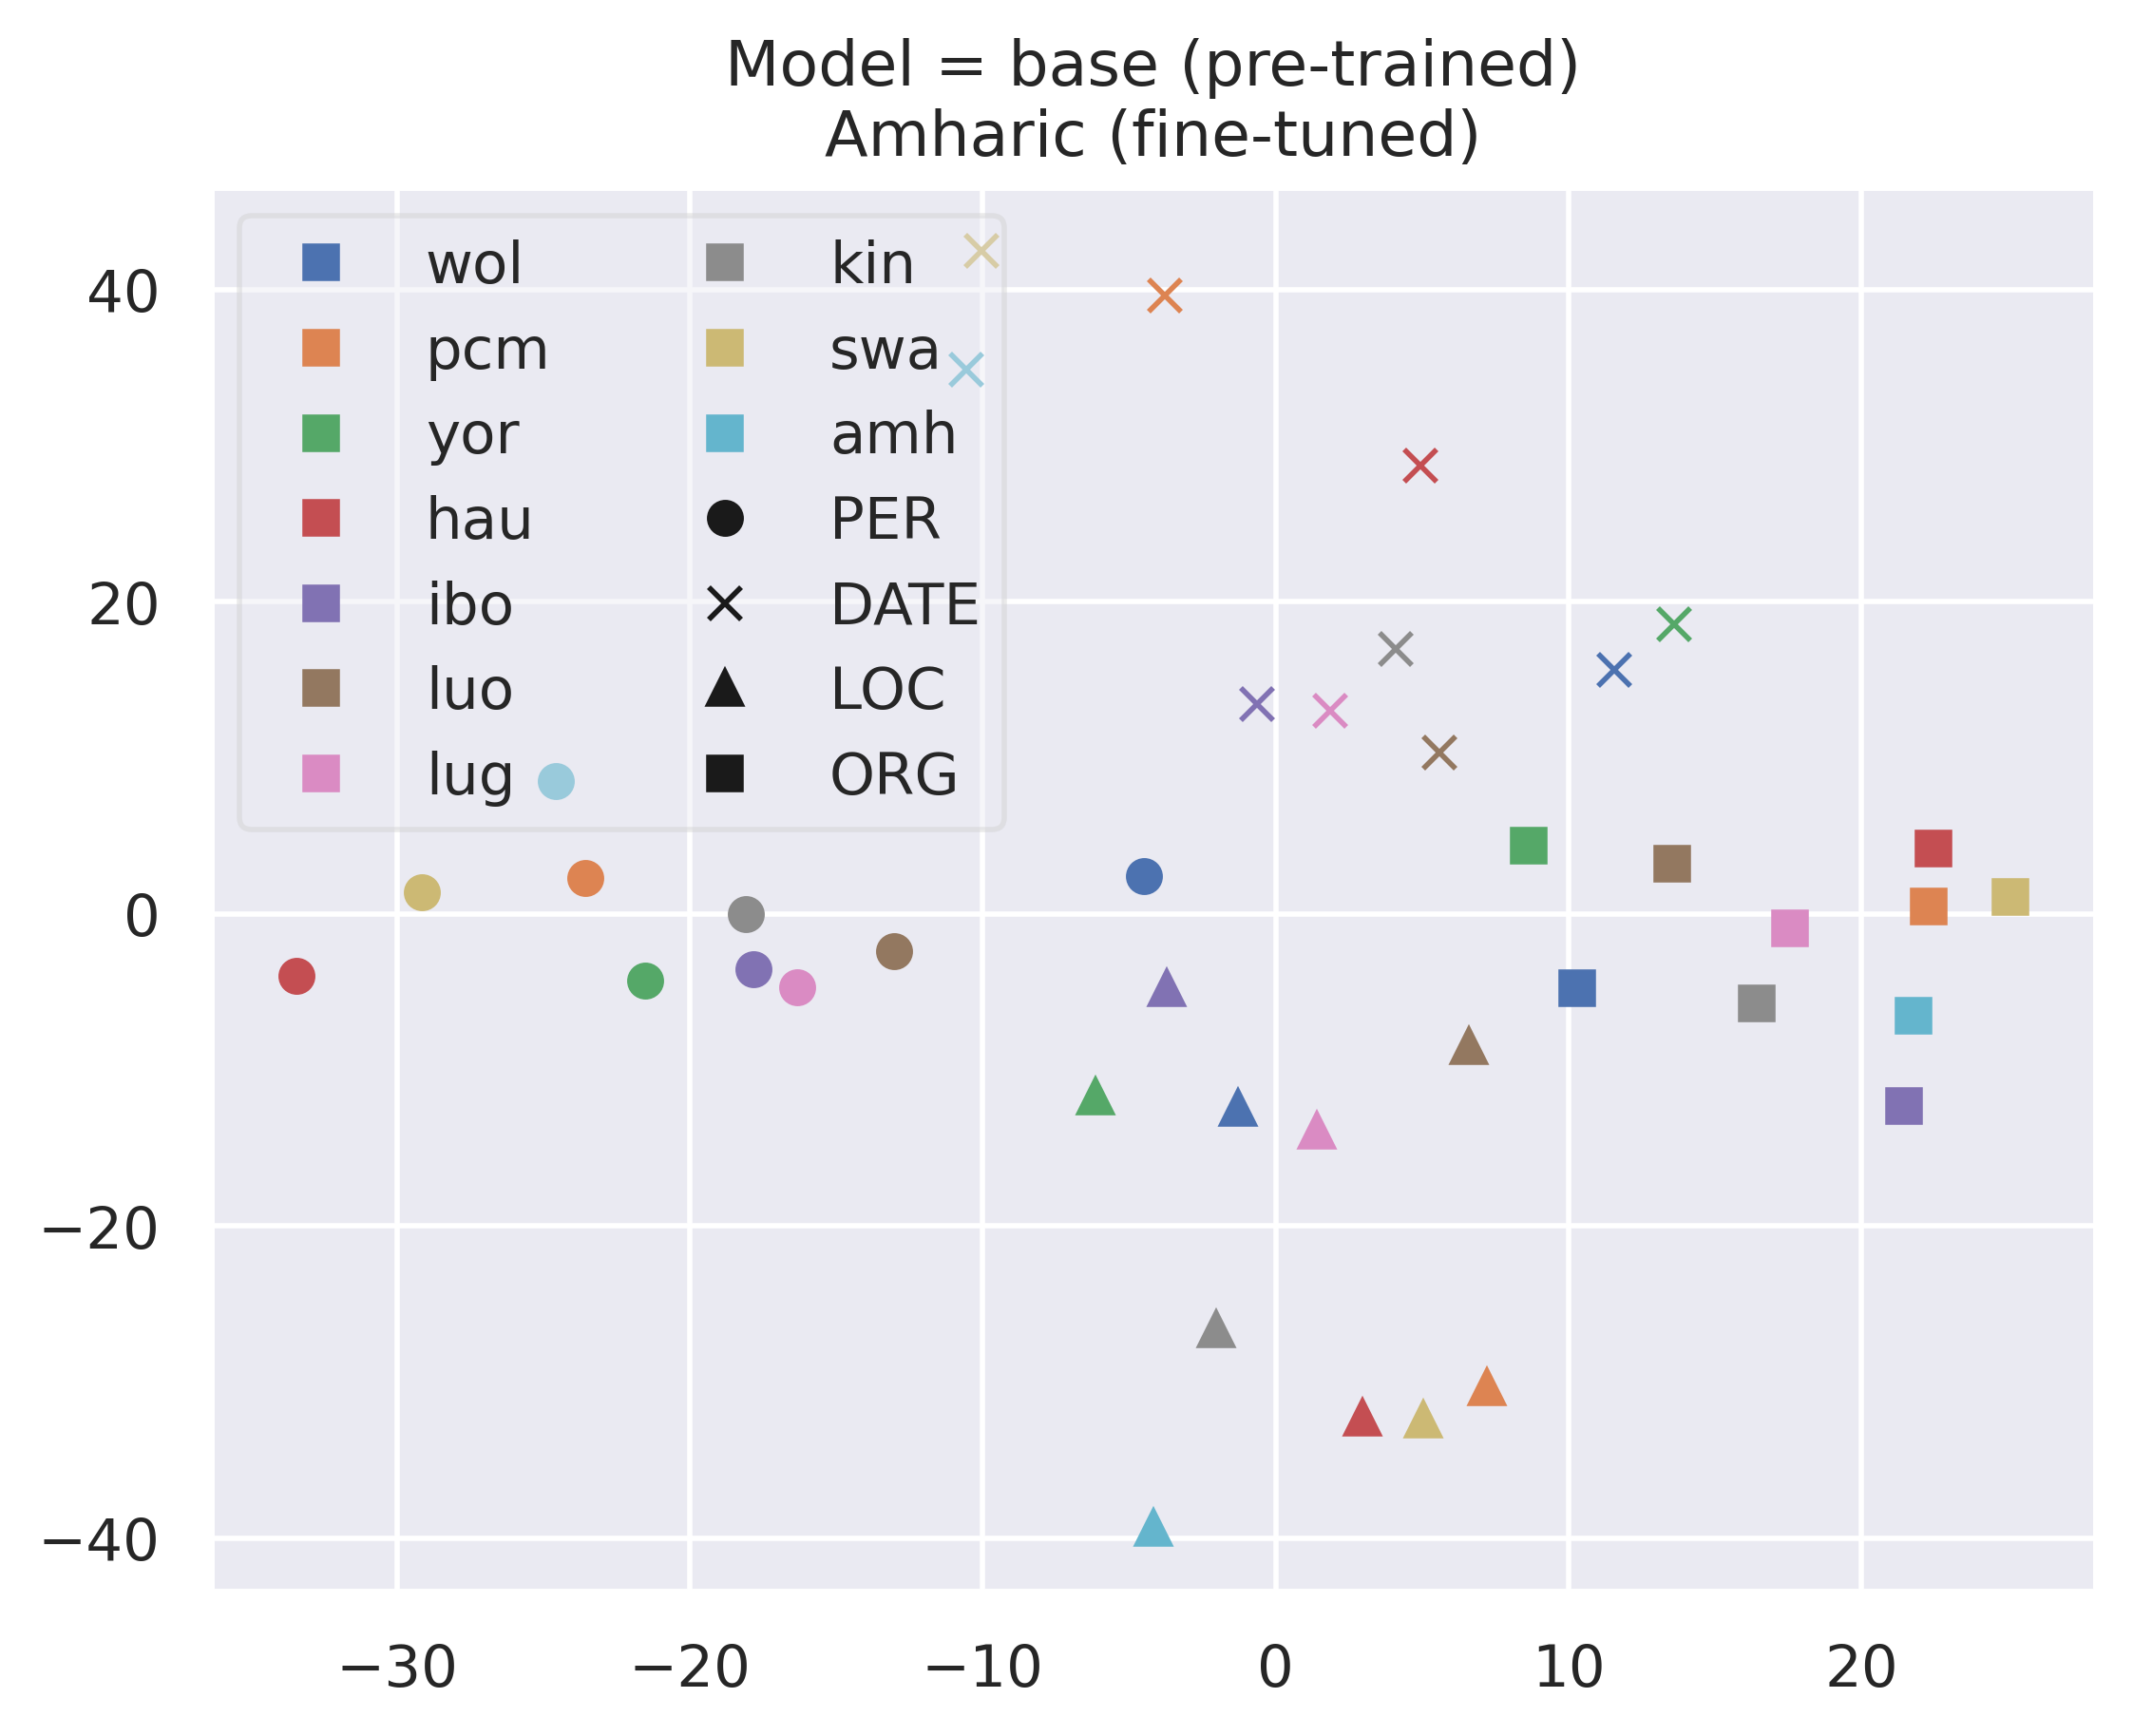 Model = base (pre-trained)
Amharic (fine-tuned)
wol
pcm
yor
hau
ibo
luo
lug
kin
swa
amh
PER
DATE
LOC
ORG
40
20
0
−20
−40
−30 −20 −10 0 10 20